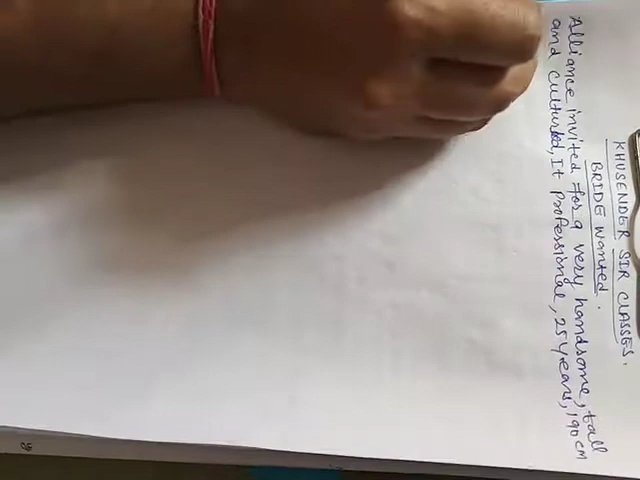 KHUSENDER SIR CLASSES.
BRIDE Wanted.
Alliance invited for a very handsome, tall
and cultured, It professional, 25 years, 190 cm